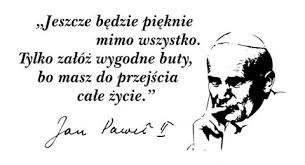 „Jeszcze będzie pięknie
mimo wszystko.
Tylko załóż wygodne buty,
bo masz do przejścia
całe życie.”
Jan Paweł II